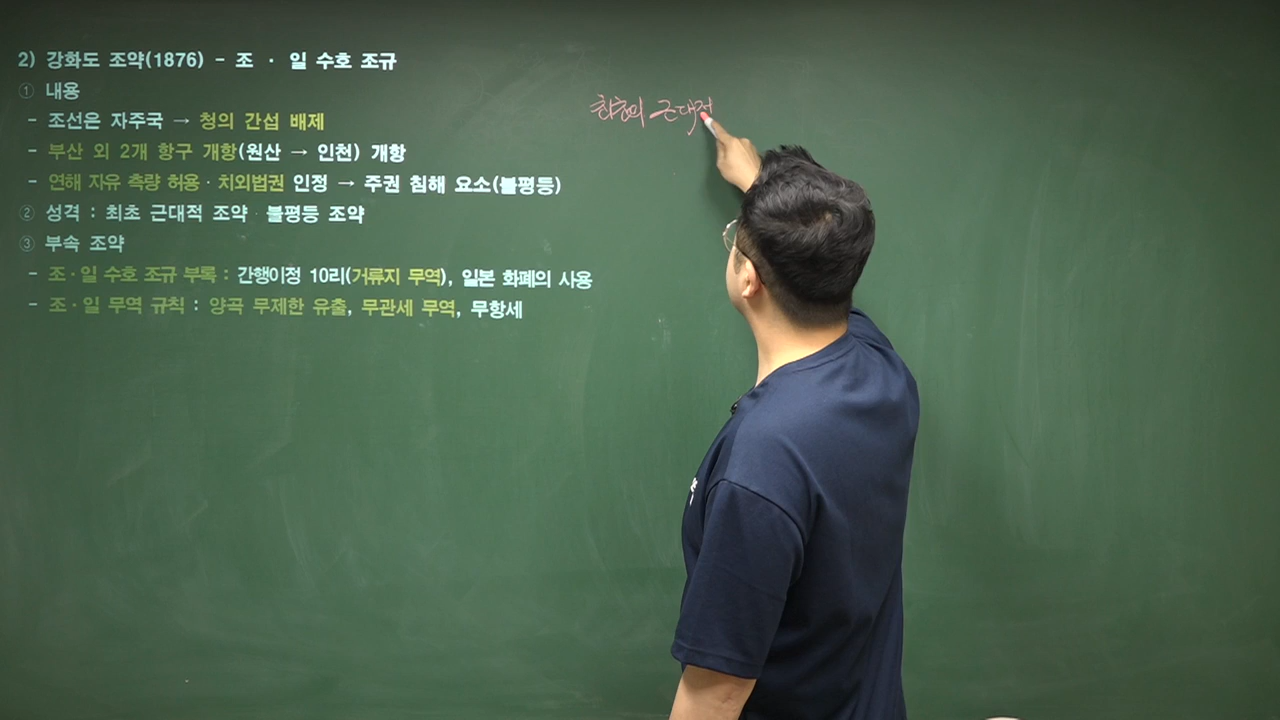 2) 강화도 조약(1876) - 조 · 일 수호 조규
① 내용
- 조선은 자주국 → 청의 간섭 배제
- 부산 외 2개 항구 개항(원산 → 인천) 개항
- 연해 자유 측량 허용 · 치외법권 인정 → 주권 침해 요소(불평등)
② 성격 : 최초 근대적 조약 · 불평등 조약
③ 부속 조약
- 조 · 일 수호 조규 부록 : 간행이정 10리(거류지 무역), 일본 화폐의 사용
- 조 · 일 무역 규칙 : 양곡 무제한 유출, 무관세 무역, 무항세
최초의 근대적